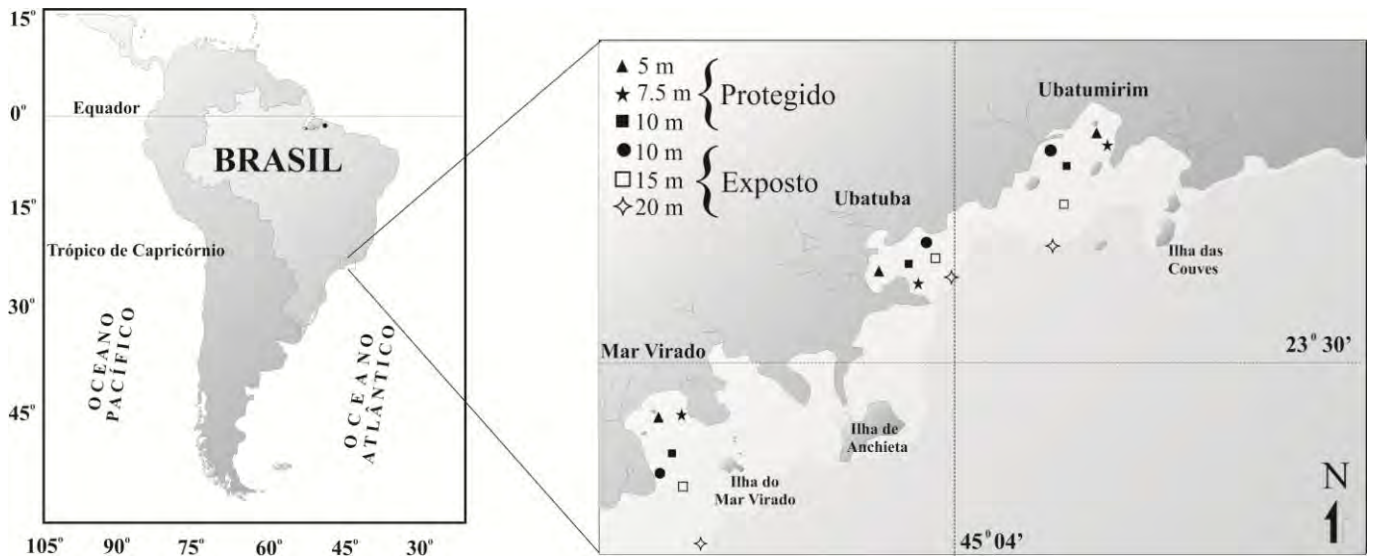 15°
0°
15°
30°
45°
105° 90° 75° 60° 45° 30°
Equador
BRASIL
Trópico de Capricórnio
OCEANO
PACÍFICO
OCEANO
ATLÂNTICO
5 m
7.5 m
10 m
Protegido
10 m
15 m
20 m
Exposto
Ubatumirim
Ubatuba
Ilha das
Couves
Mar Virado
23° 30’
Ilha de
Anchieta
Ilha do
Mar Virado
N
45° 04’